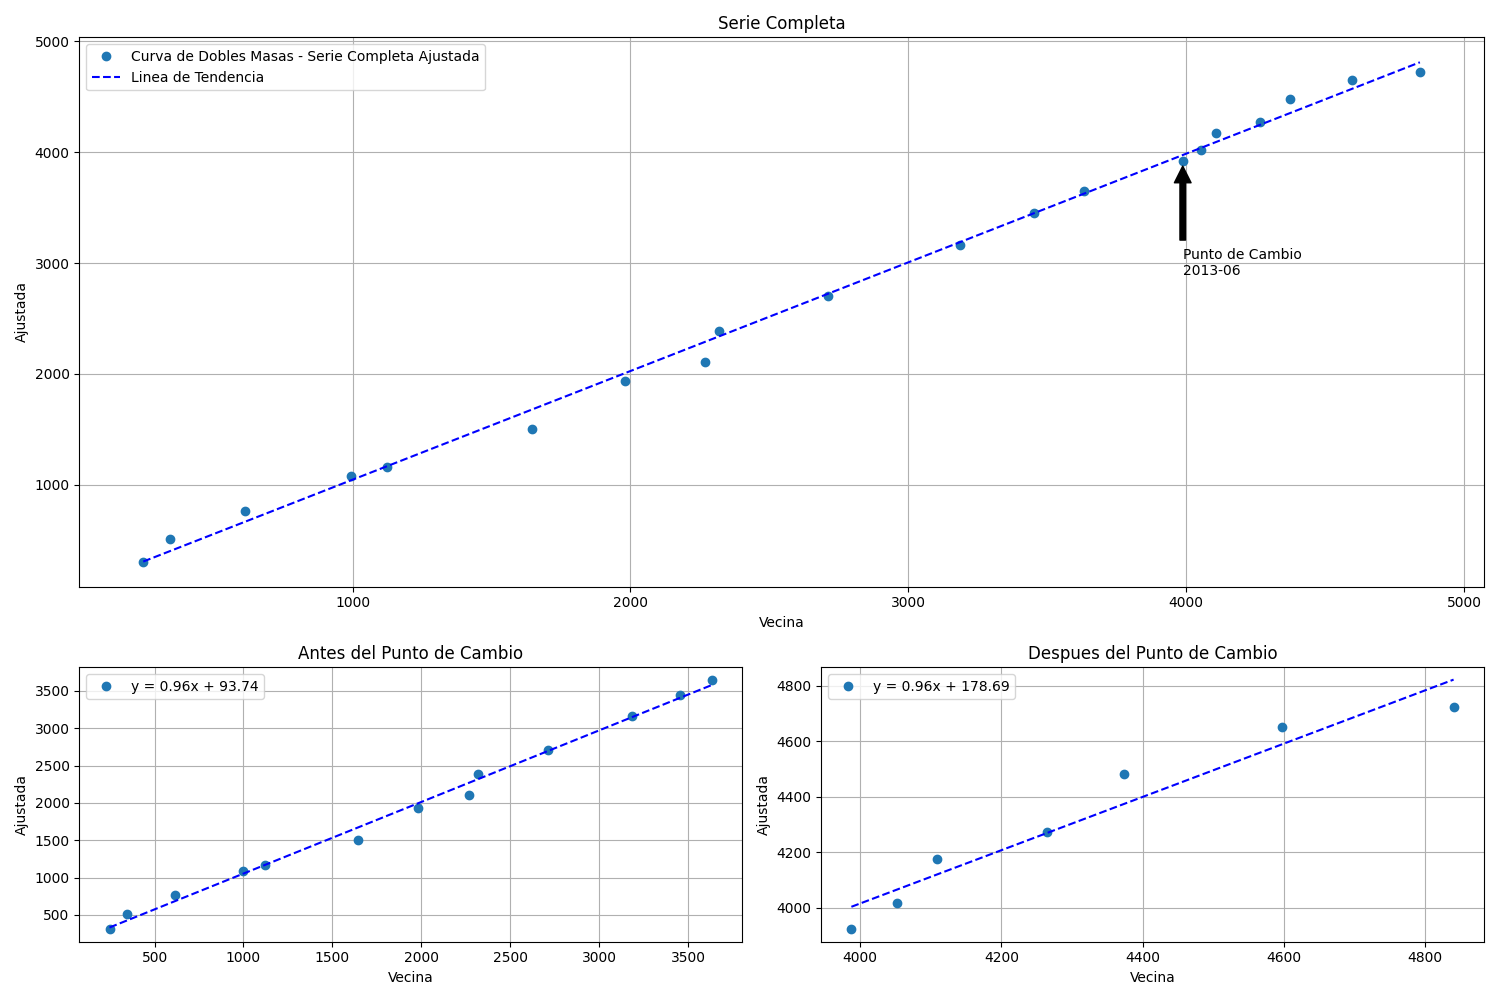 Serie Completa
Curva de Dobles Masas - Serie Completa Ajustada
Linea de Tendencia
5000
4000
3000
2000
1000
Ajustada
Punto de Cambio
2013-06
1000
2000
3000
4000
5000
Vecina
Antes del Punto de Cambio
y = 0.96x + 93.74
3500
3000
2500
2000
1500
1000
500
Ajustada
500
1000
1500
2000
2500
3000
3500
Vecina
Despues del Punto de Cambio
y = 0.96x + 178.69
4800
4600
4400
4200
4000
Ajustada
4000
4200
4400
4600
4800
Vecina